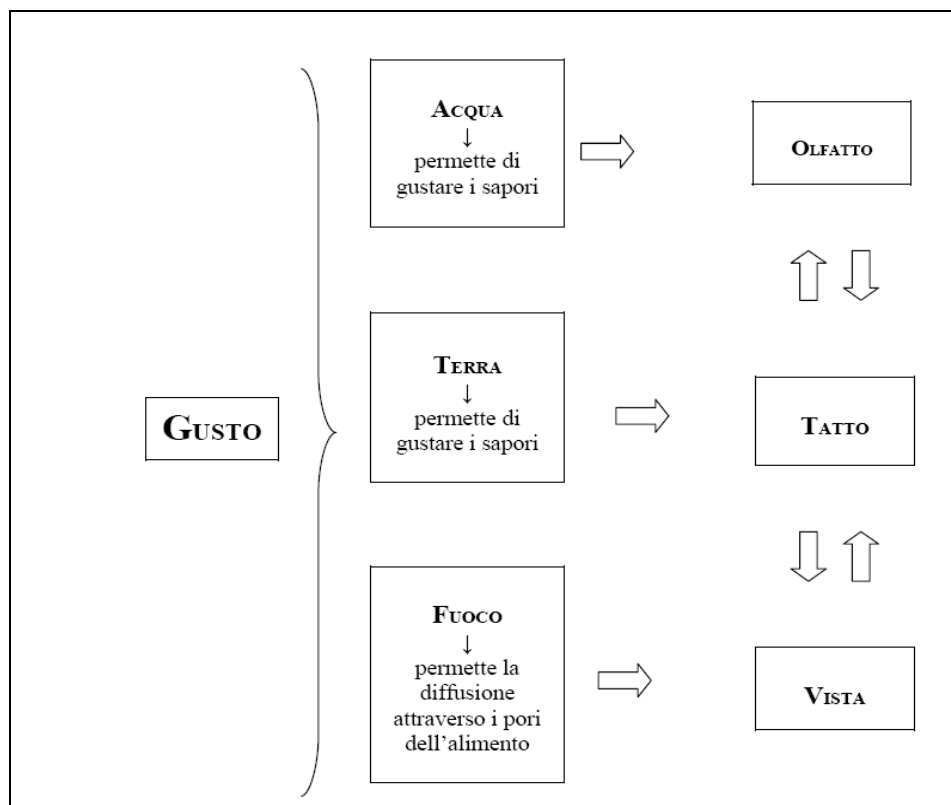 GUSTO
ACQUA
↓
permette di
gustare i sapori
OLFATTO
TERRA
↓
permette di
gustare i sapori
TATTO
FUOCO
↓
permette la
diffusione
attraverso i pori
dell’alimento
VISTA